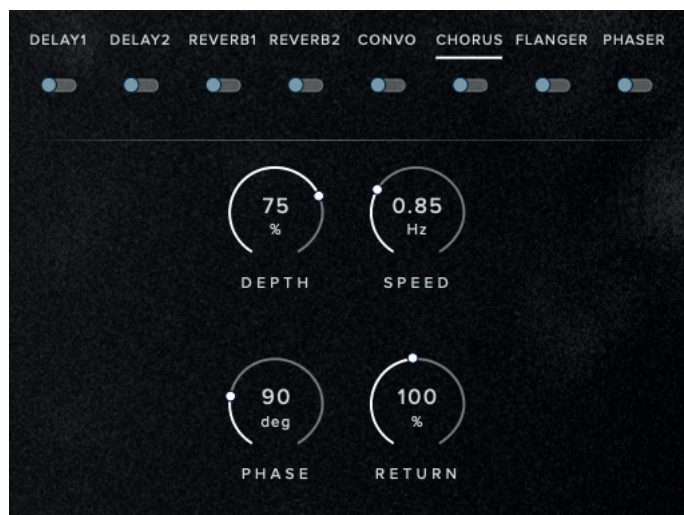 DELAY1 DELAY2 REVERB1 REVERB2 CONVO CHORUS FLANGER PHASER
75 0.85
% Hz
DEPTH SPEED
90 100
deg %
PHASE RETURN